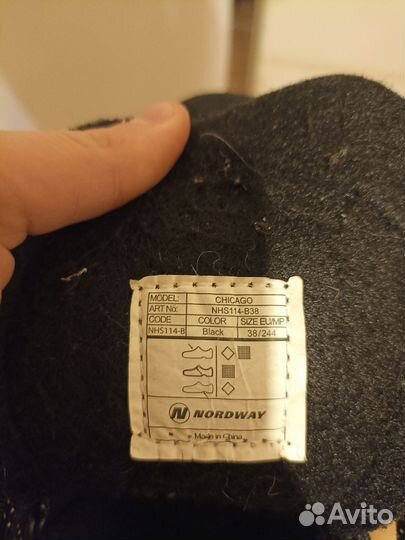 MODEL: CHICAGO
ART No: NHS114-B38
CODE COLOR SIZE EU/MP
NHS114-B Black 38/244
NORDWAY
Made in China
Avito